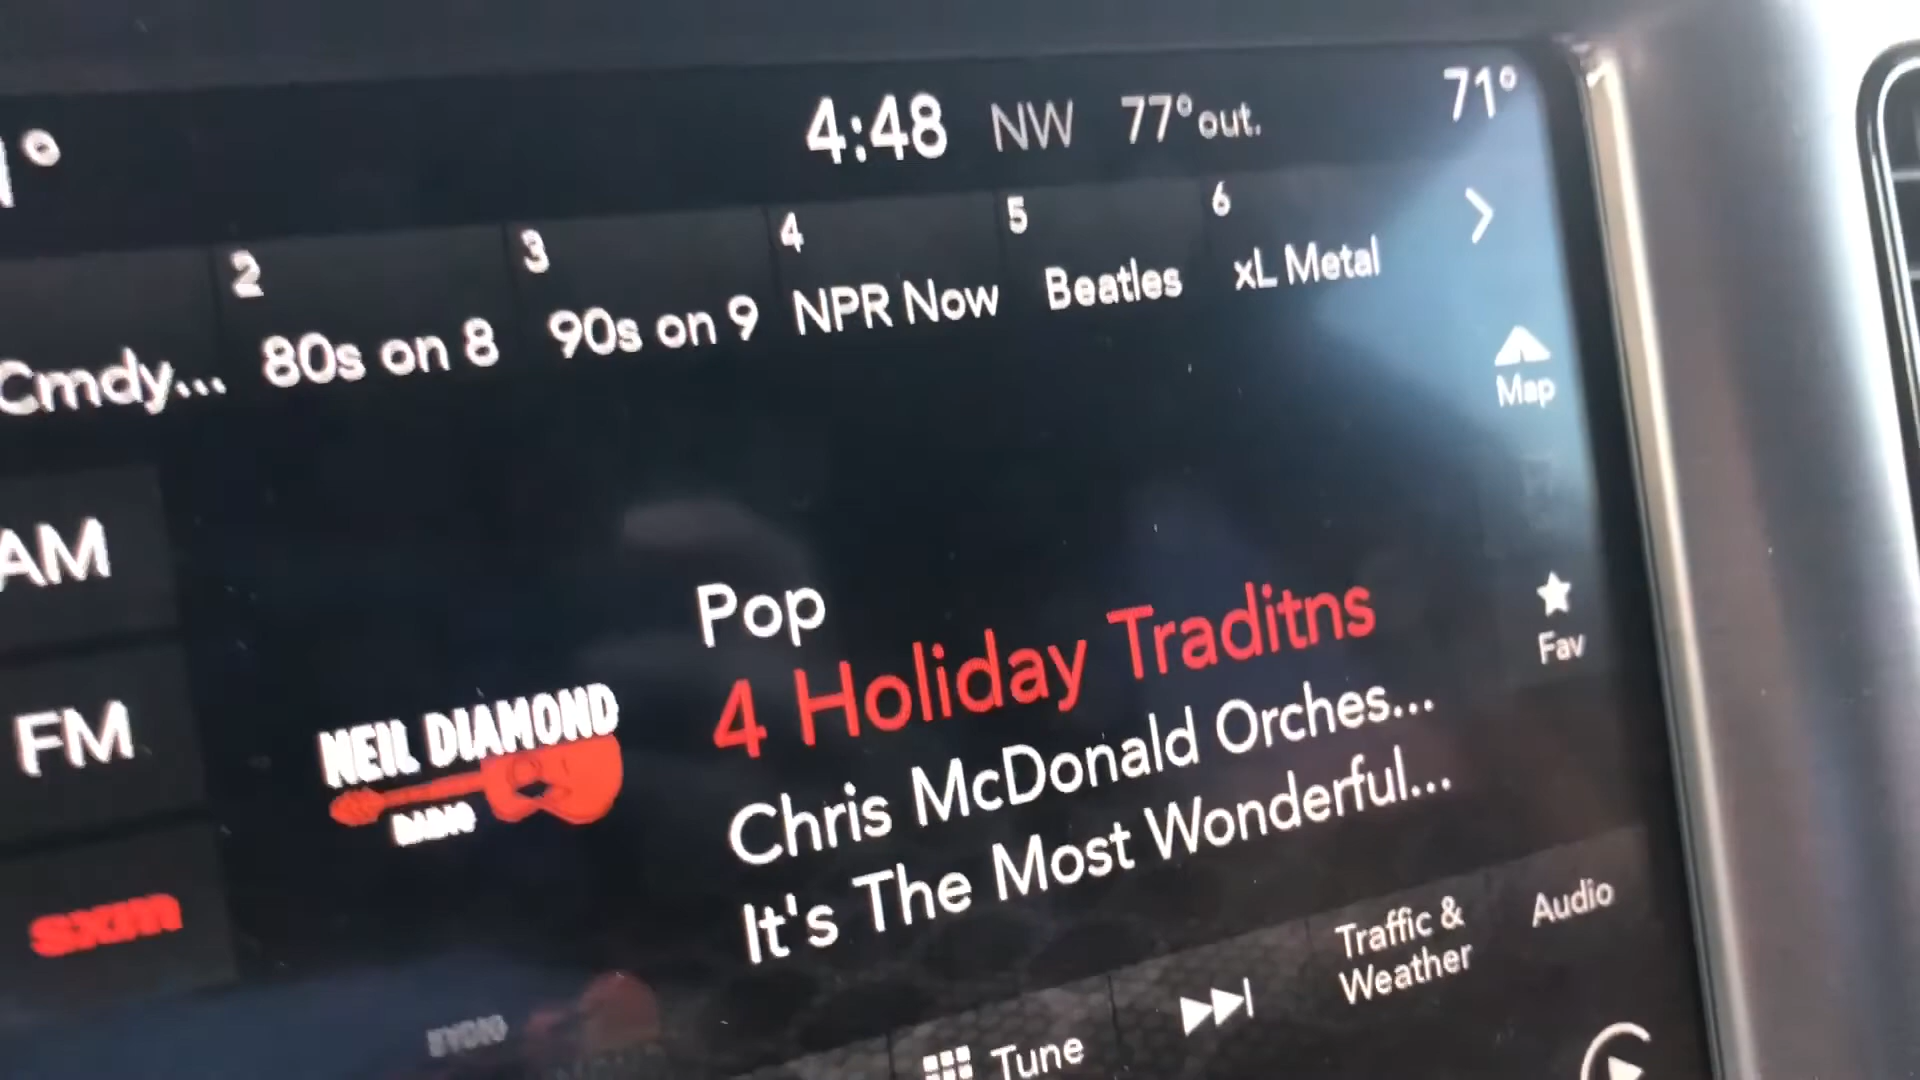 4:48 NW 77° out. 71°
2 3 4 5 6
Cmdy... 80s on 8 90s on 9 NPR Now Beatles xL Metal
Map
AM
Pop
4 Holiday Traditns
Fav
FM
NEIL DIAMOND
RADIO
Chris McDonald Orches...
It's The Most Wonderful...
sxm
Traffic &
Weather
Audio
Tune